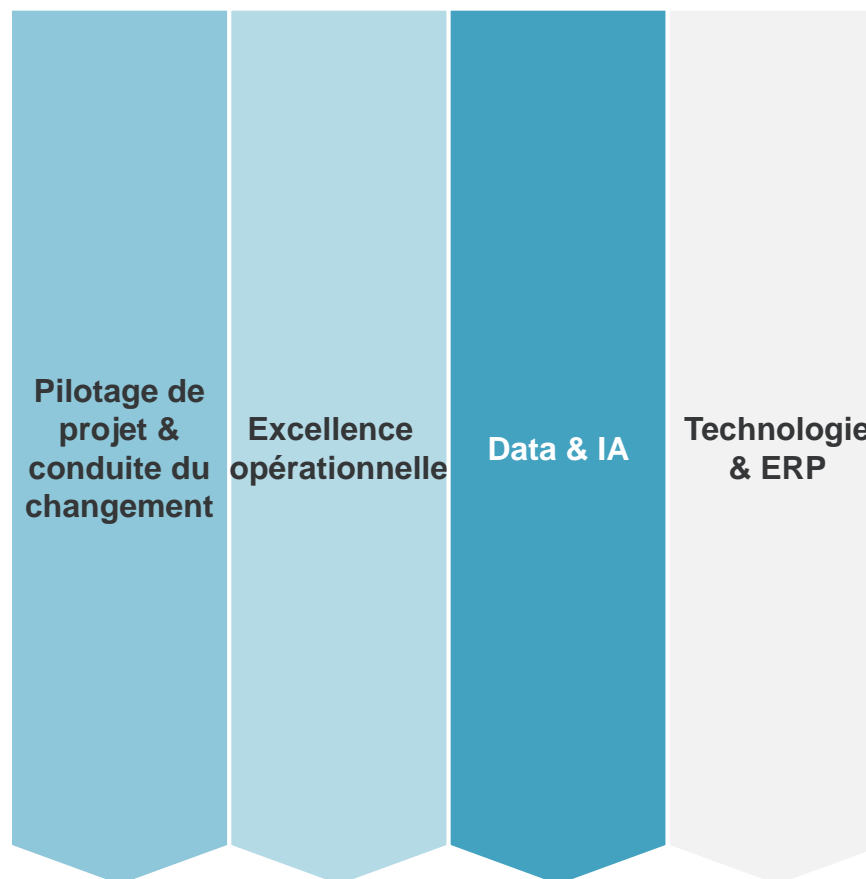 Pilotage de
projet &
conduite du
changement
Excellence
opérationnelle
Data & IA
Technologie
& ERP